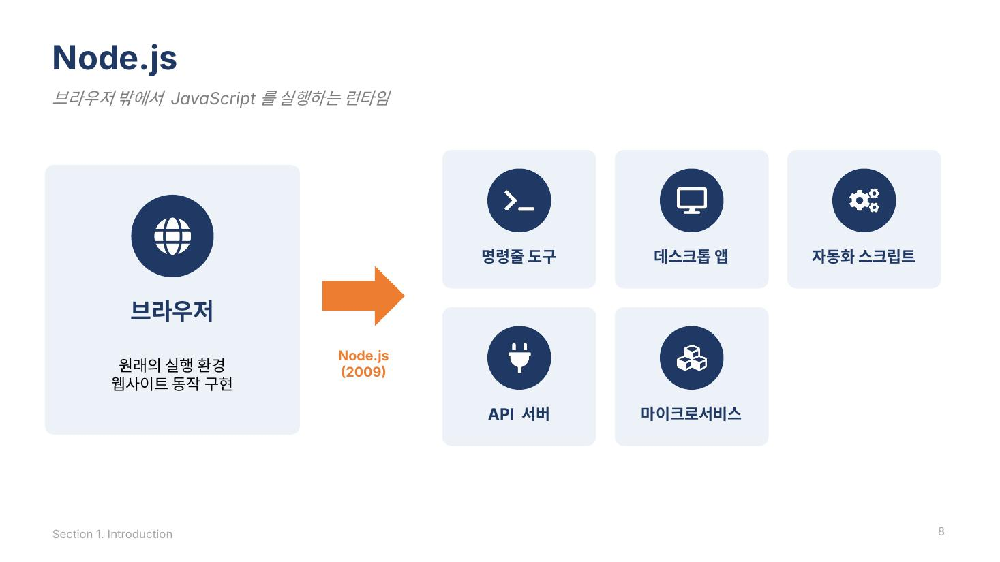 Node.js
브라우저 밖에서 JavaScript 를 실행하는 런타임
브라우저
원래의 실행 환경
웹사이트 동작 구현
Node.js
(2009)
명령줄 도구
데스크톱 앱
자동화 스크립트
API 서버
마이크로서비스
Section 1. Introduction
8